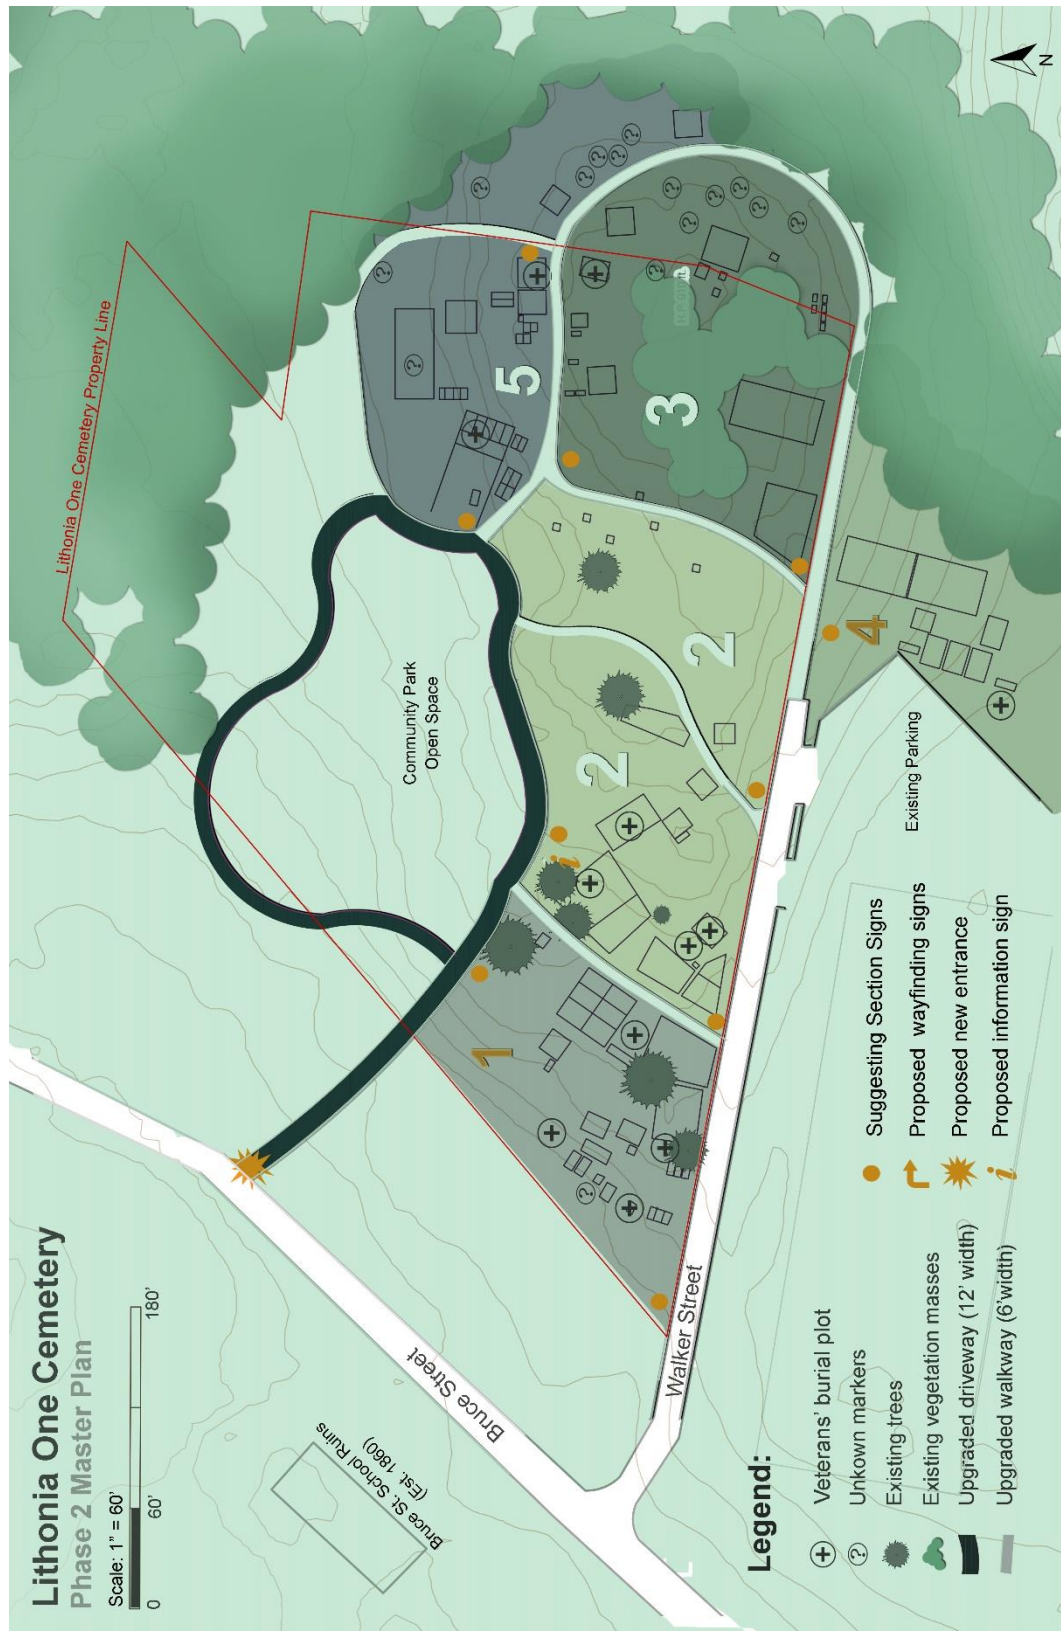 Lithonia One Cemetery
Phase 2 Master Plan
Scale: 1" = 60'
0
60'
180'
Bruce St. School Ruins
(Est. 1860)
Bruce Street
Walker Street
Lithonia One Cemetery Property Line
Community Park
Open Space
1
2
2
3
4
5
Existing Parking
N
Legend:
Veterans' burial plot
Unkown markers
Existing trees
Existing vegetation masses
Upgraded driveway (12' width)
Upgraded walkway (6'width)
Suggesting Section Signs
Proposed wayfinding signs
Proposed new entrance
Proposed information sign